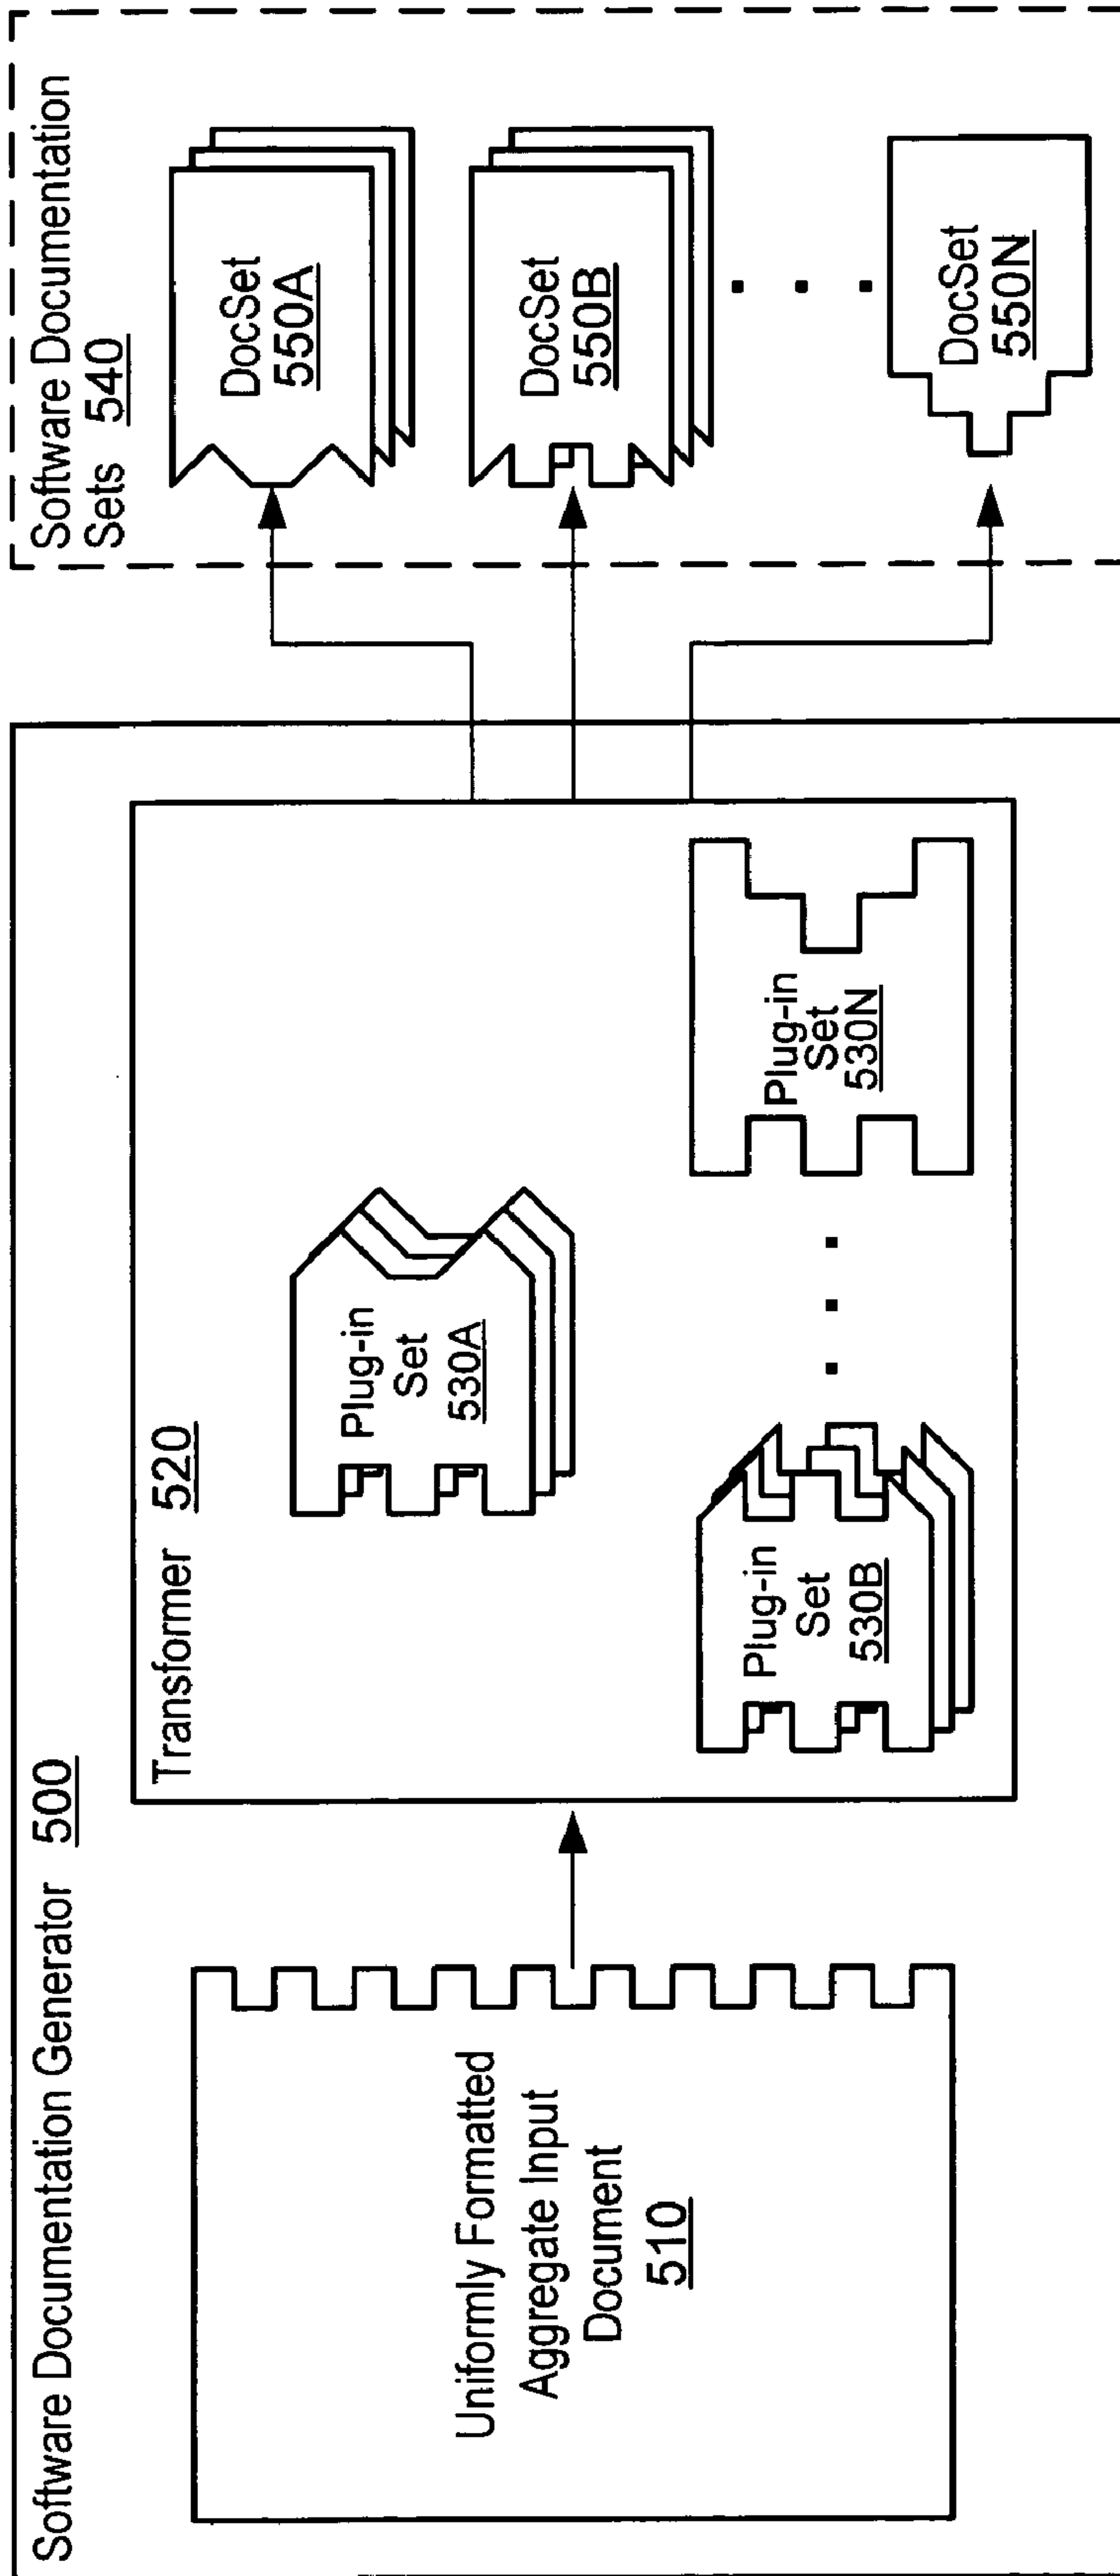 Software Documentation Generator 500
Uniformly Formatted
Aggregate Input
Document
510
Transformer 520
Plug-in
Set
530A
Plug-in
Set
530B
Plug-in
Set
530N
Software Documentation
Sets 540
DocSet
550A
DocSet
550B
DocSet
550N